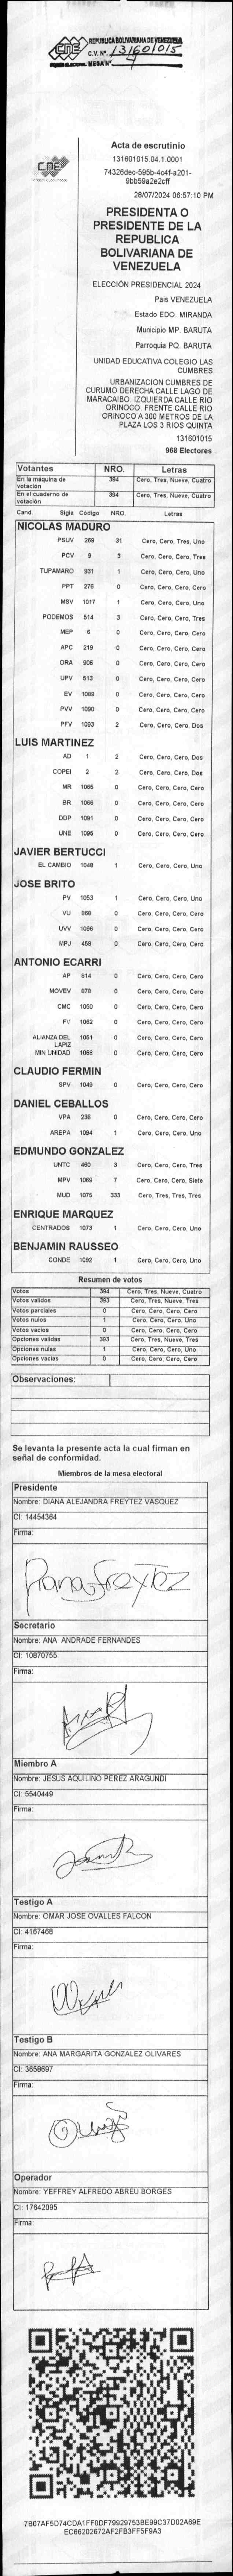 REPUBLICA BOLIVARIANA DE VENEZUELA
CNE
C.V. N°. 131601015
MESA N° 4
CNE
Acta de escrutinio
131601015.04.1.0001
74326dec-595b-4c4f-a201-
9bb59a2e2cff
28/07/2024 06:57:10 PM
PRESIDENTA O
PRESIDENTE DE LA
REPUBLICA
BOLIVARIANA DE
VENEZUELA
ELECCIÓN PRESIDENCIAL 2024
Pais VENEZUELA
Estado EDO. MIRANDA
Municipio MP. BARUTA
Parroquia PQ. BARUTA
UNIDAD EDUCATIVA COLEGIO LAS
CUMBRES
URBANIZACION CUMBRES DE
CURUMO DERECHA CALLE LAGO DE
MARACAIBO. IZQUIERDA CALLE RIO
ORINOCO. FRENTE CALLE RIO
ORINOCO A 300 METROS DE LA
PLAZA LOS 3 RIOS QUINTA
131601015
968 Electores
Votantes NRO. Letras
En la máquina de votación 394 Cero, Tres, Nueve, Cuatro
En el cuaderno de votación 394 Cero, Tres, Nueve, Cuatro
Cand. Sigla Código NRO. Letras
NICOLAS MADURO
PSUV 269 31 Cero, Cero, Tres, Uno
PCV 9 3 Cero, Cero, Cero, Tres
TUPAMARO 931 1 Cero, Cero, Cero, Uno
PPT 276 0 Cero, Cero, Cero, Cero
MSV 1017 1 Cero, Cero, Cero, Uno
PODEMOS 514 3 Cero, Cero, Cero, Tres
MEP 6 0 Cero, Cero, Cero, Cero
APC 219 0 Cero, Cero, Cero, Cero
ORA 906 0 Cero, Cero, Cero, Cero
UPV 513 0 Cero, Cero, Cero, Cero
EV 1089 0 Cero, Cero, Cero, Cero
PVV 1090 0 Cero, Cero, Cero, Cero
PFV 1093 2 Cero, Cero, Cero, Dos
LUIS MARTINEZ
AD 1 2 Cero, Cero, Cero, Dos
COPEI 2 2 Cero, Cero, Cero, Dos
MR 1065 0 Cero, Cero, Cero, Cero
BR 1066 0 Cero, Cero, Cero, Cero
DDP 1091 0 Cero, Cero, Cero, Cero
UNE 1095 0 Cero, Cero, Cero, Cero
JAVIER BERTUCCI
EL CAMBIO 1048 1 Cero, Cero, Cero, Uno
JOSE BRITO
PV 1053 1 Cero, Cero, Cero, Uno
VU 968 0 Cero, Cero, Cero, Cero
UVV 1096 0 Cero, Cero, Cero, Cero
MPJ 458 0 Cero, Cero, Cero, Cero
ANTONIO ECARRI
AP 814 0 Cero, Cero, Cero, Cero
MOVEV 878 0 Cero, Cero, Cero, Cero
CMC 1050 0 Cero, Cero, Cero, Cero
FV 1062 0 Cero, Cero, Cero, Cero
ALIANZA DEL LAPIZ 1051 0 Cero, Cero, Cero, Cero
MIN UNIDAD 1068 0 Cero, Cero, Cero, Cero
CLAUDIO FERMIN
SPV 1049 0 Cero, Cero, Cero, Cero
DANIEL CEBALLOS
VPA 236 0 Cero, Cero, Cero, Cero
AREPA 1094 1 Cero, Cero, Cero, Uno
EDMUNDO GONZALEZ
UNTC 460 3 Cero, Cero, Cero, Tres
MPV 1069 7 Cero, Cero, Cero, Siete
MUD 1075 333 Cero, Tres, Tres, Tres
ENRIQUE MARQUEZ
CENTRADOS 1073 1 Cero, Cero, Cero, Uno
BENJAMIN RAUSSEO
CONDE 1092 1 Cero, Cero, Cero, Uno
Resumen de votos
Votos 394 Cero, Tres, Nueve, Cuatro
Votos validos 393 Cero, Tres, Nueve, Tres
Votos parciales 0 Cero, Cero, Cero, Cero
Votos nulos 1 Cero, Cero, Cero, Uno
Votos vacios 0 Cero, Cero, Cero, Cero
Opciones validas 393 Cero, Tres, Nueve, Tres
Opciones nulas 1 Cero, Cero, Cero, Uno
Opciones vacias 0 Cero, Cero, Cero, Cero
Observaciones:
Se levanta la presente acta la cual firman en
señal de conformidad.
Miembros de la mesa electoral
Presidente
Nombre: DIANA ALEJANDRA FREYTEZ VASQUEZ
CI: 14454364
Firma:
Diana Freytez
Secretario
Nombre: ANA ANDRADE FERNANDES
CI: 10870755
Firma:
Miembro A
Nombre: JESUS AQUILINO PEREZ ARAGUNDI
CI: 5540449
Firma:
Testigo A
Nombre: OMAR JOSE OVALLES FALCON
CI: 4167468
Firma:
Testigo B
Nombre: ANA MARGARITA GONZALEZ OLIVARES
CI: 3658697
Firma:
Operador
Nombre: YEFFREY ALFREDO ABREU BORGES
CI: 17642095
Firma:
7B07AF5D74CDA1FF0DF79929753BE99C37D02A69E
EC66202672AF2FB3FF5F9A3